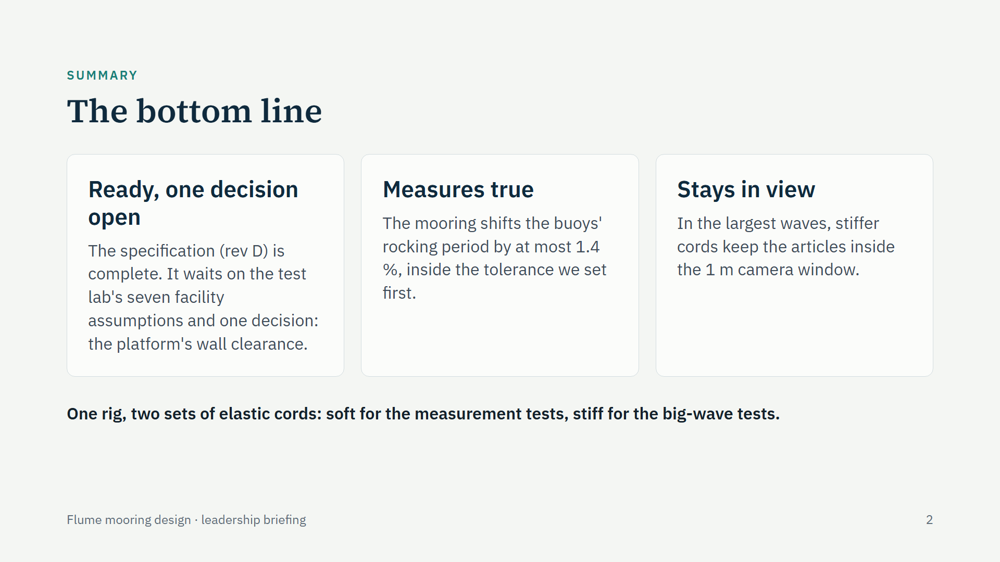 SUMMARY
The bottom line
Ready, one decision
open
The specification (rev D) is
complete. It waits on the test
lab's seven facility
assumptions and one decision:
the platform's wall clearance.
Measures true
The mooring shifts the buoys'
rocking period by at most 1.4
%, inside the tolerance we set
first.
Stays in view
In the largest waves, stiffer
cords keep the articles inside
the 1 m camera window.
One rig, two sets of elastic cords: soft for the measurement tests, stiff for the big-wave tests.
Flume mooring design · leadership briefing
2